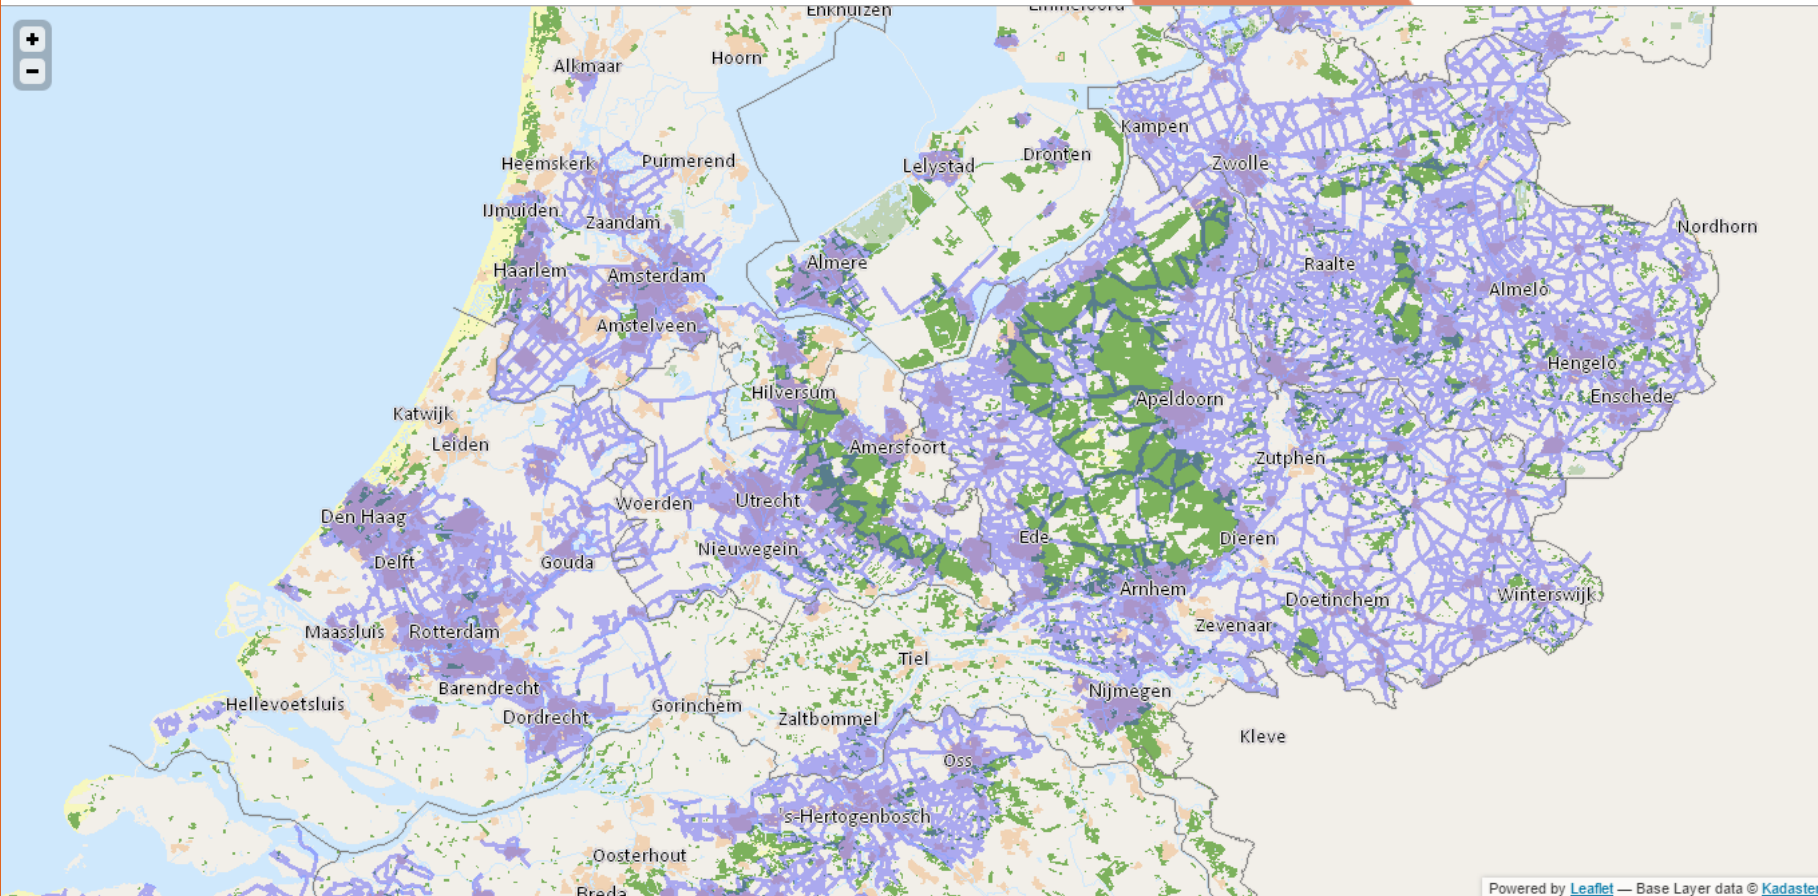 Enkhuizen
Emmeloord
+
Hoorn
Alkmaar
−
Kampen
Dronten
Heemskerk
Purmerend
Lelystad
Zwolle
IJmuiden
Zaandam
Nordhorn
Almere
Raalte
Haarlem
Amsterdam
Almelo
Amstelveen
Hengelo
Hilversum
Apeldoorn
Enschede
Katwijk
Leiden
Amersfoort
Zutphen
Woerden
Utrecht
Den Haag
Ede
Dieren
Nieuwegein
Delft
Gouda
Arnhem
Doetinchem
Winterswijk
Maassluis
Rotterdam
Zevenaar
Tiel
Barendrecht
Nijmegen
Hellevoetsluis
Gorinchem
Dordrecht
Zaltbommel
Kleve
Oss
's-Hertogenbosch
Oosterhout
Breda
Powered by Leaflet — Base Layer data © Kadaster